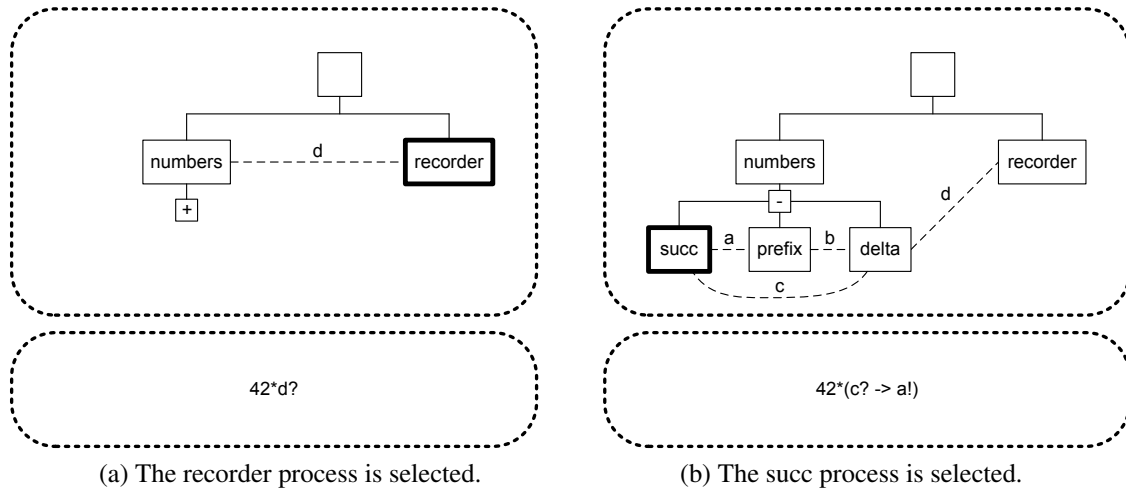 numbers
d
recorder
+
42*d?
(a) The recorder process is selected.
numbers
recorder
-
d
succ
a
prefix
b
delta
c
42*(c? -> a!)
(b) The succ process is selected.